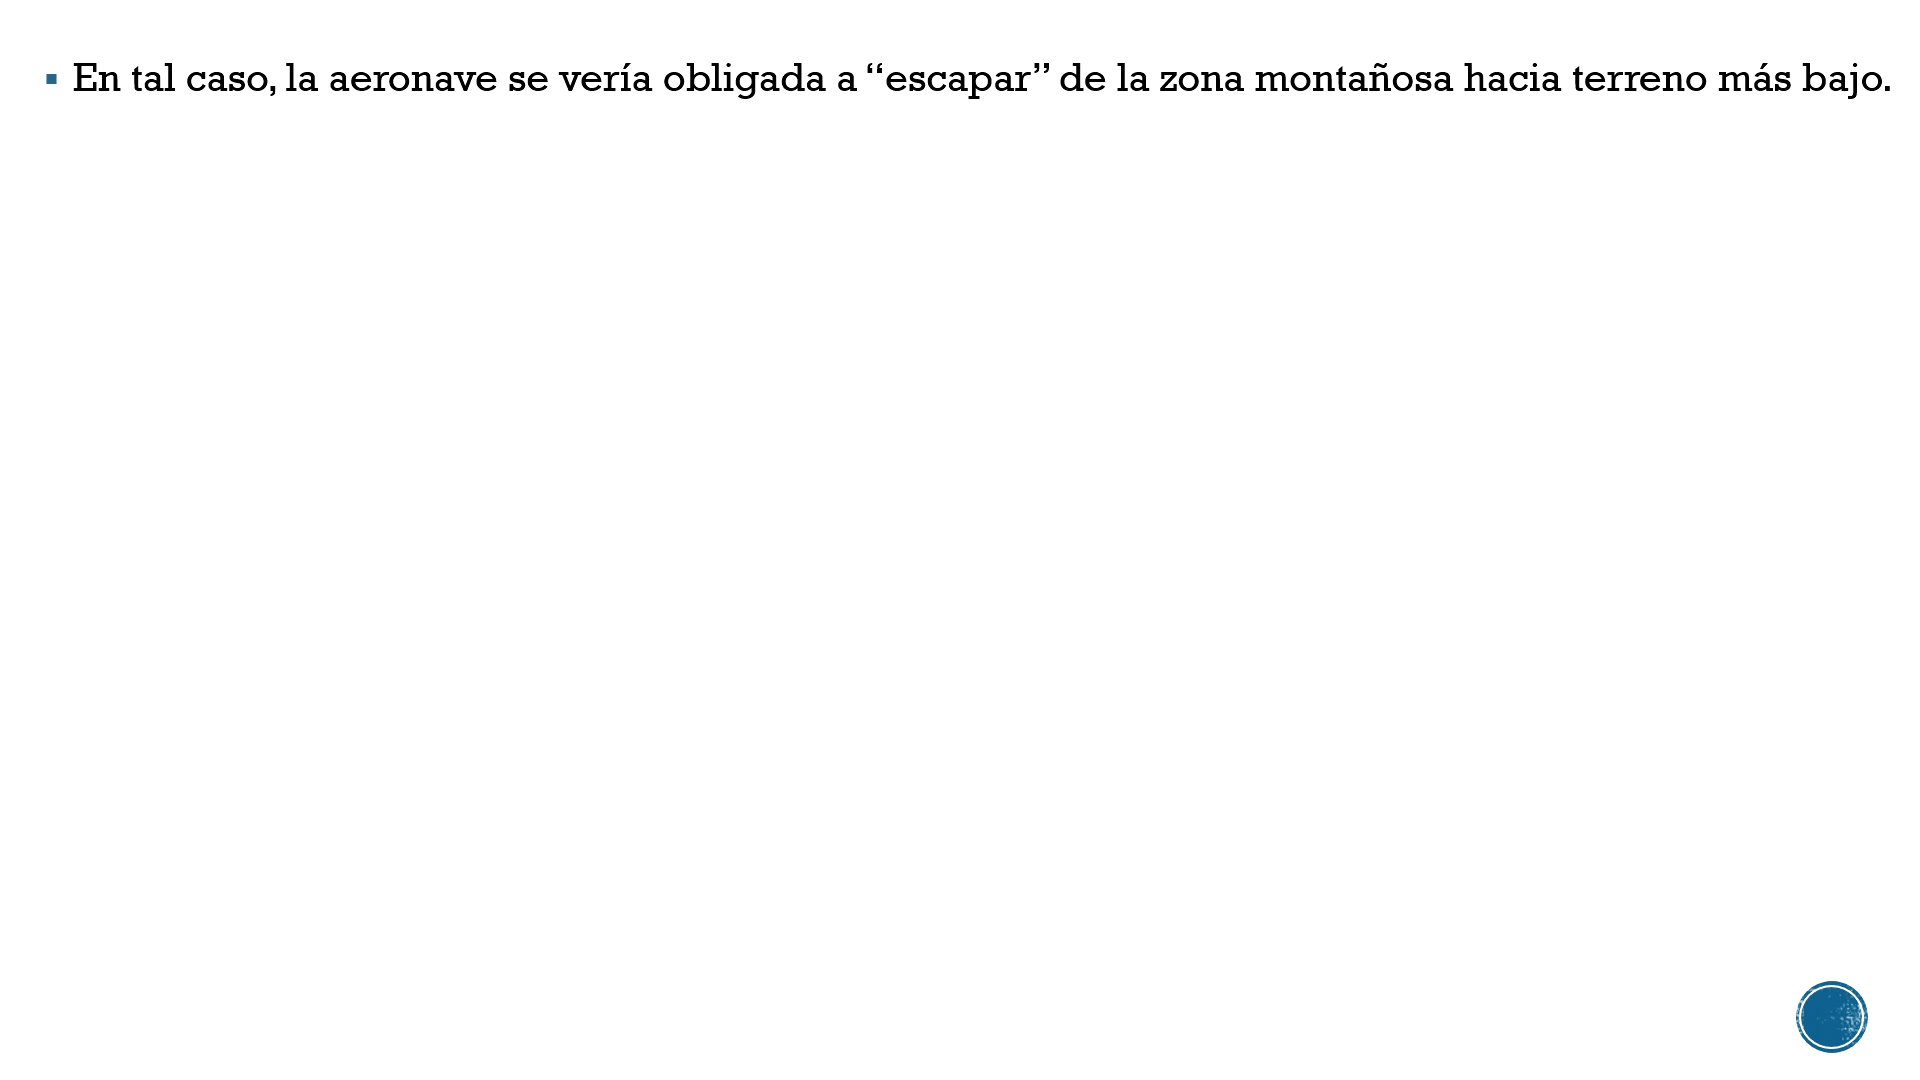 ▪ En tal caso, la aeronave se vería obligada a “escapar” de la zona montañosa hacia terreno más bajo.